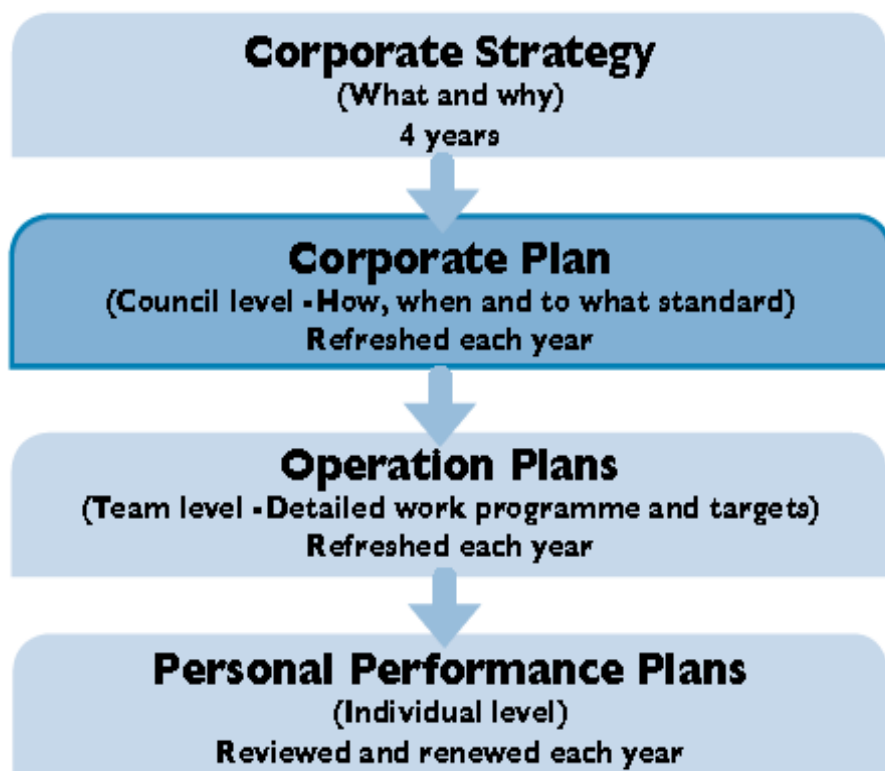 Corporate Strategy
(What and why)
4 years
Corporate Plan
(Council level -How, when and to what standard)
Refreshed each year
Operation Plans
(Team level -Detailed work programme and targets)
Refreshed each year
Personal Performance Plans
(Individual level)
Reviewed and renewed each year